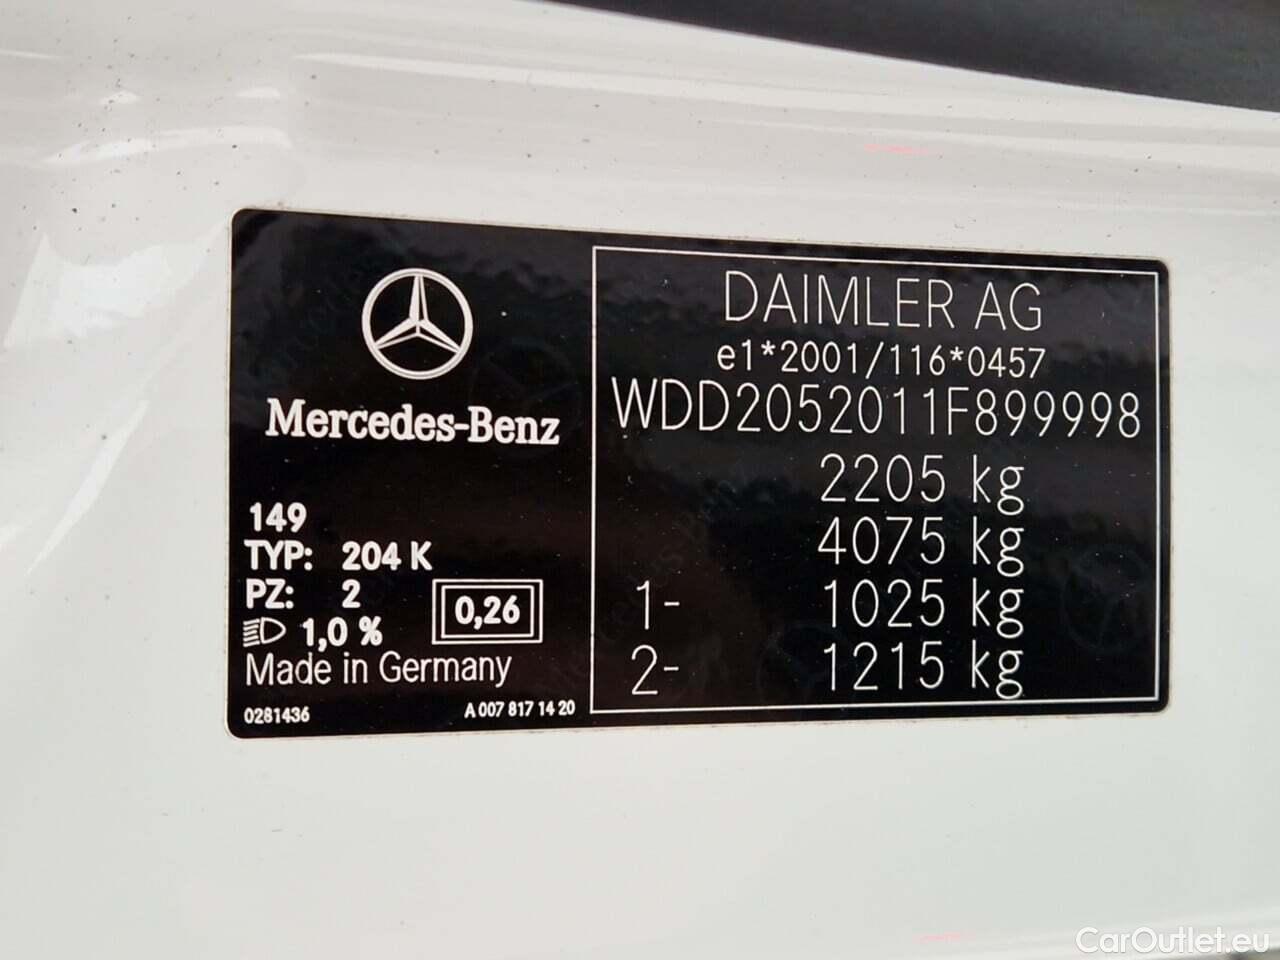 Mercedes-Benz
149
TYP: 204 K
PZ: 2
1,0 %
0,26
Made in Germany
0281436
A 007 817 14 20
DAIMLER AG
e1*2001/116*0457
WDD2052011F899998
2205 kg
4075 kg
1- 1025 kg
2- 1215 kg
CarOutlet.eu